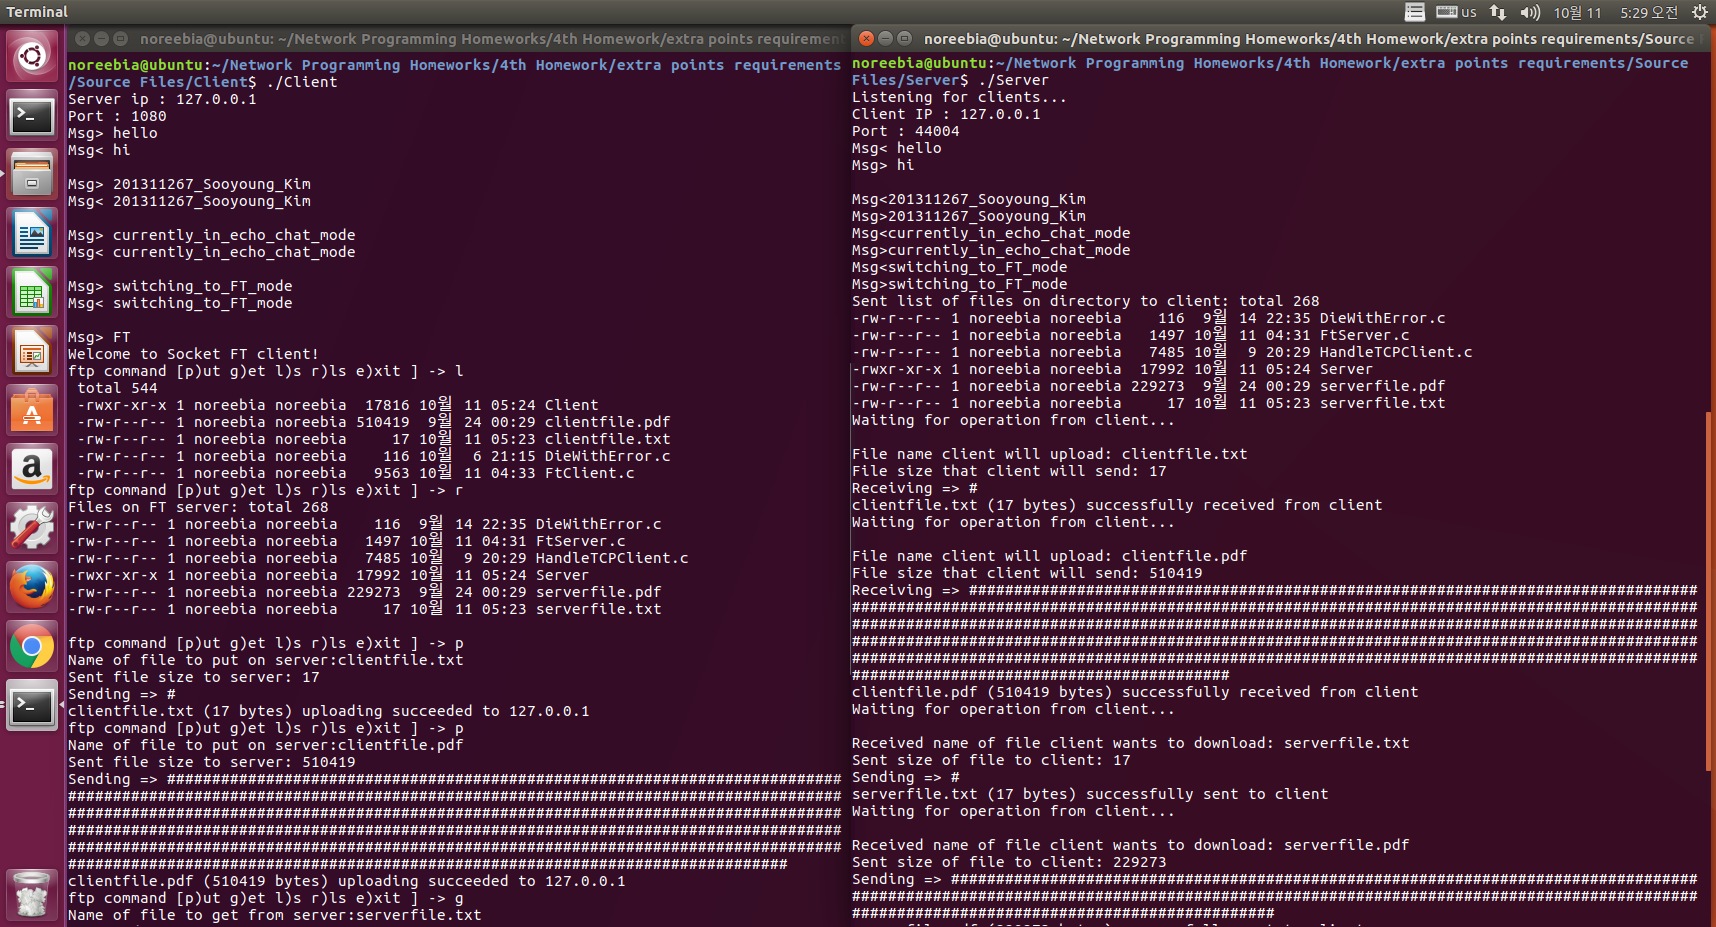 Terminal
us
10월 11
5:29 오전
noreebia@ubuntu: ~/Network Programming Homeworks/4th Homework/extra points requirement
noreebia@ubuntu:~/Network Programming Homeworks/4th Homework/extra points requirements
/Source Files/Client$ ./Client
Server ip : 127.0.0.1
Port : 1080
Msg> hello
Msg< hi
Msg> 201311267_Sooyoung_Kim
Msg< 201311267_Sooyoung_Kim
Msg> currently_in_echo_chat_mode
Msg< currently_in_echo_chat_mode
Msg> switching_to_FT_mode
Msg< switching_to_FT_mode
Msg> FT
Welcome to Socket FT client!
ftp command [p)ut g)et l)s r)ls e)xit ] -> l
total 544
-rwxr-xr-x 1 noreebia noreebia  17816 10월 11 05:24 Client
-rw-r--r-- 1 noreebia noreebia 510419  9월 24 00:29 clientfile.pdf
-rw-r--r-- 1 noreebia noreebia     17 10월 11 05:23 clientfile.txt
-rw-r--r-- 1 noreebia noreebia    116 10월  6 21:15 DieWithError.c
-rw-r--r-- 1 noreebia noreebia   9563 10월 11 04:33 FtClient.c
ftp command [p)ut g)et l)s r)ls e)xit ] -> r
Files on FT server: total 268
-rw-r--r-- 1 noreebia noreebia    116  9월 14 22:35 DieWithError.c
-rw-r--r-- 1 noreebia noreebia   1497 10월 11 04:31 FtServer.c
-rw-r--r-- 1 noreebia noreebia   7485 10월  9 20:29 HandleTCPClient.c
-rwxr-xr-x 1 noreebia noreebia  17992 10월 11 05:24 Server
-rw-r--r-- 1 noreebia noreebia 229273  9월 24 00:29 serverfile.pdf
-rw-r--r-- 1 noreebia noreebia     17 10월 11 05:23 serverfile.txt
ftp command [p)ut g)et l)s r)ls e)xit ] -> p
Name of file to put on server:clientfile.txt
Sent file size to server: 17
Sending => #
clientfile.txt (17 bytes) uploading succeeded to 127.0.0.1
ftp command [p)ut g)et l)s r)ls e)xit ] -> p
Name of file to put on server:clientfile.pdf
Sent file size to server: 510419
Sending => ###########################################################################
######################################################################################
######################################################################################
######################################################################################
######################################################################################
################################################################################
clientfile.pdf (510419 bytes) uploading succeeded to 127.0.0.1
ftp command [p)ut g)et l)s r)ls e)xit ] -> g
Name of file to get from server:serverfile.txt
noreebia@ubuntu: ~/Network Programming Homeworks/4th Homework/extra points requirements/Source
noreebia@ubuntu:~/Network Programming Homeworks/4th Homework/extra points requirements/Source
Files/Server$ ./Server
Listening for clients...
Client IP : 127.0.0.1
Port : 44004
Msg< hello
Msg> hi
Msg<201311267_Sooyoung_Kim
Msg>201311267_Sooyoung_Kim
Msg<currently_in_echo_chat_mode
Msg>currently_in_echo_chat_mode
Msg<switching_to_FT_mode
Msg>switching_to_FT_mode
Sent list of files on directory to client: total 268
-rw-r--r-- 1 noreebia noreebia    116  9월 14 22:35 DieWithError.c
-rw-r--r-- 1 noreebia noreebia   1497 10월 11 04:31 FtServer.c
-rw-r--r-- 1 noreebia noreebia   7485 10월  9 20:29 HandleTCPClient.c
-rwxr-xr-x 1 noreebia noreebia  17992 10월 11 05:24 Server
-rw-r--r-- 1 noreebia noreebia 229273  9월 24 00:29 serverfile.pdf
-rw-r--r-- 1 noreebia noreebia     17 10월 11 05:23 serverfile.txt
Waiting for operation from client...
File name client will upload: clientfile.txt
File size that client will send: 17
Receiving => #
clientfile.txt (17 bytes) successfully received from client
Waiting for operation from client...
File name client will upload: clientfile.pdf
File size that client will send: 510419
Receiving => #################################################################################
##############################################################################################
##############################################################################################
##############################################################################################
##############################################################################################
##########################################
clientfile.pdf (510419 bytes) successfully received from client
Waiting for operation from client...
Received name of file client wants to download: serverfile.txt
Sent size of file to client: 17
Sending => #
serverfile.txt (17 bytes) successfully sent to client
Waiting for operation from client...
Received name of file client wants to download: serverfile.pdf
Sent size of file to client: 229273
Sending => ###################################################################################
##############################################################################################
###############################################